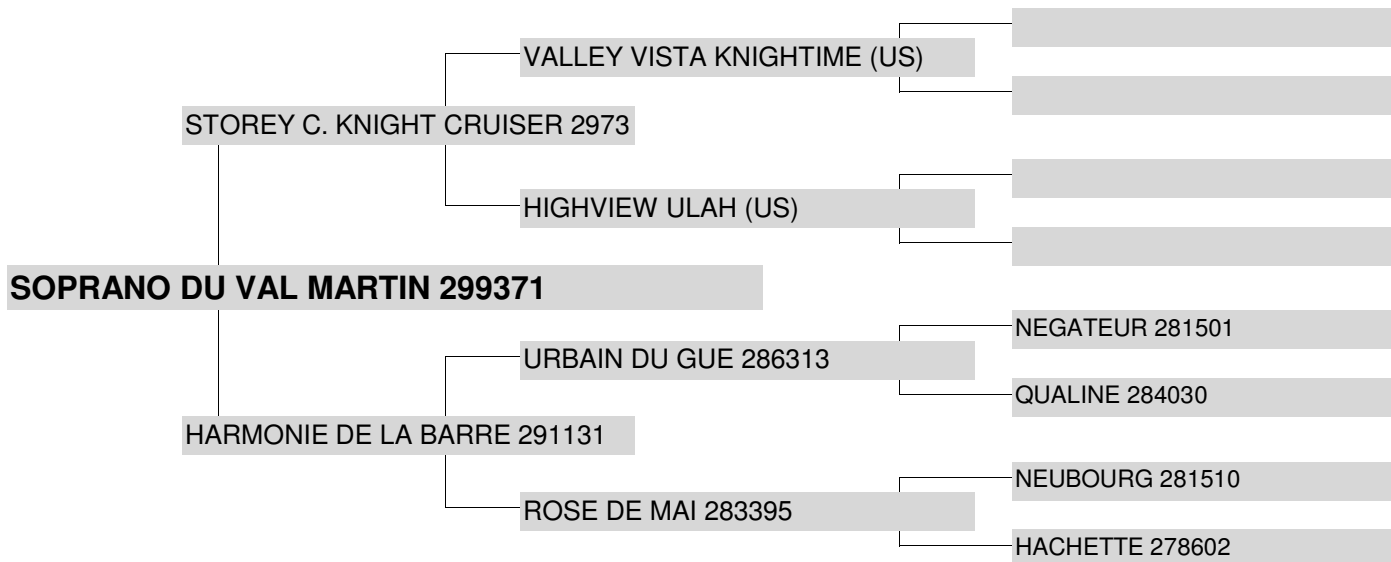 VALLEY VISTA KNIGHTIME (US)
STOREY C. KNIGHT CRUISER 2973
HIGHVIEW ULAH (US)
SOPRANO DU VAL MARTIN 299371
NEGATEUR 281501
URBAIN DU GUE 286313
QUALINE 284030
HARMONIE DE LA BARRE 291131
NEUBOURG 281510
ROSE DE MAI 283395
HACHETTE 278602